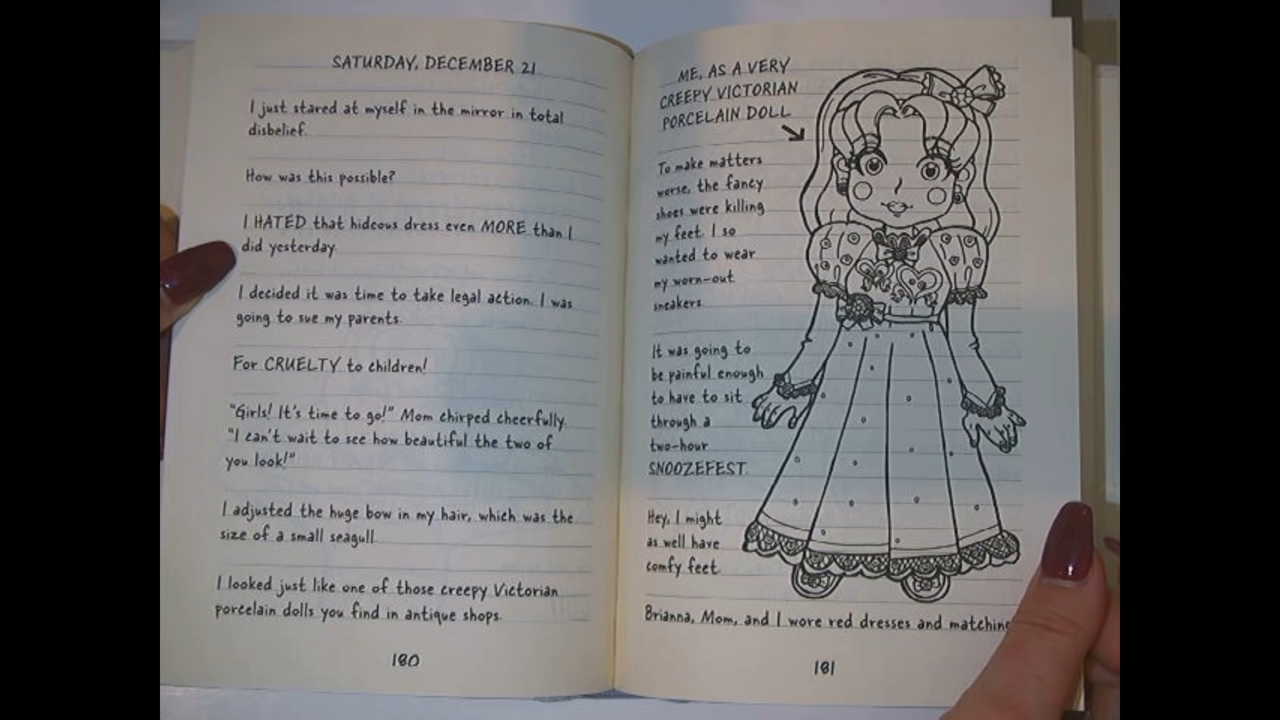 SATURDAY, DECEMBER 21
I just stared at myself in the mirror in total
disbelief.
How was this possible?
I HATED that hideous dress even MORE than I
did yesterday.
I decided it was time to take legal action. I was
going to sue my parents.
For CRUELTY to children!
"Girls! It's time to go!" Mom chirped cheerfully.
"I can't wait to see how beautiful the two of
you look!"
I adjusted the huge bow in my hair, which was the
size of a small seagull.
I looked just like one of those creepy Victorian
porcelain dolls you find in antique shops.
180
ME, AS A VERY
CREEPY VICTORIAN
PORCELAIN DOLL
To make matters
worse, the fancy
shoes were killing
my feet. I so
wanted to wear
my worn-out
sneakers.
It was going to
be painful enough
to have to sit
through a
two-hour
SNOOZEFEST.
Hey, I might
as well have
comfy feet.
Brianna, Mom, and I wore red dresses and matching
181